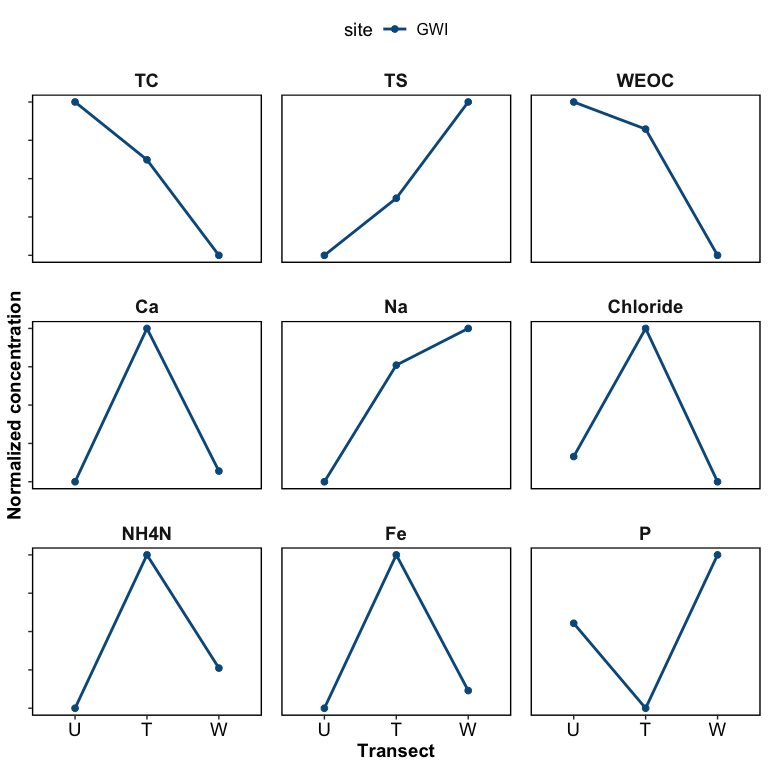 site GWI
TC TS WEOC
Ca Na Chloride
NH4N Fe P
Normalized concentration
U T W U T W U T W
Transect